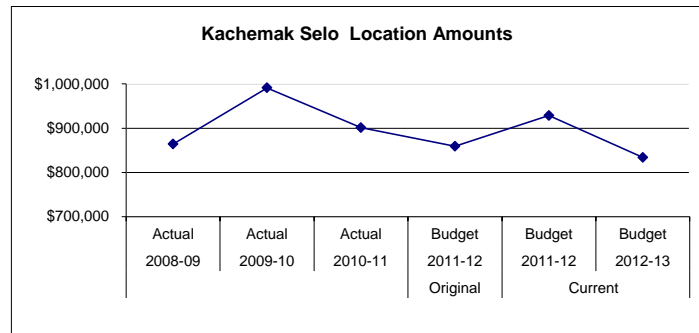 Kachemak Selo  Location Amounts
$1,000,000
$900,000
$800,000
$700,000
Actual Actual Actual Budget Budget Budget
2008-09 2009-10 2010-11 2011-12 2011-12 2012-13
Original Current